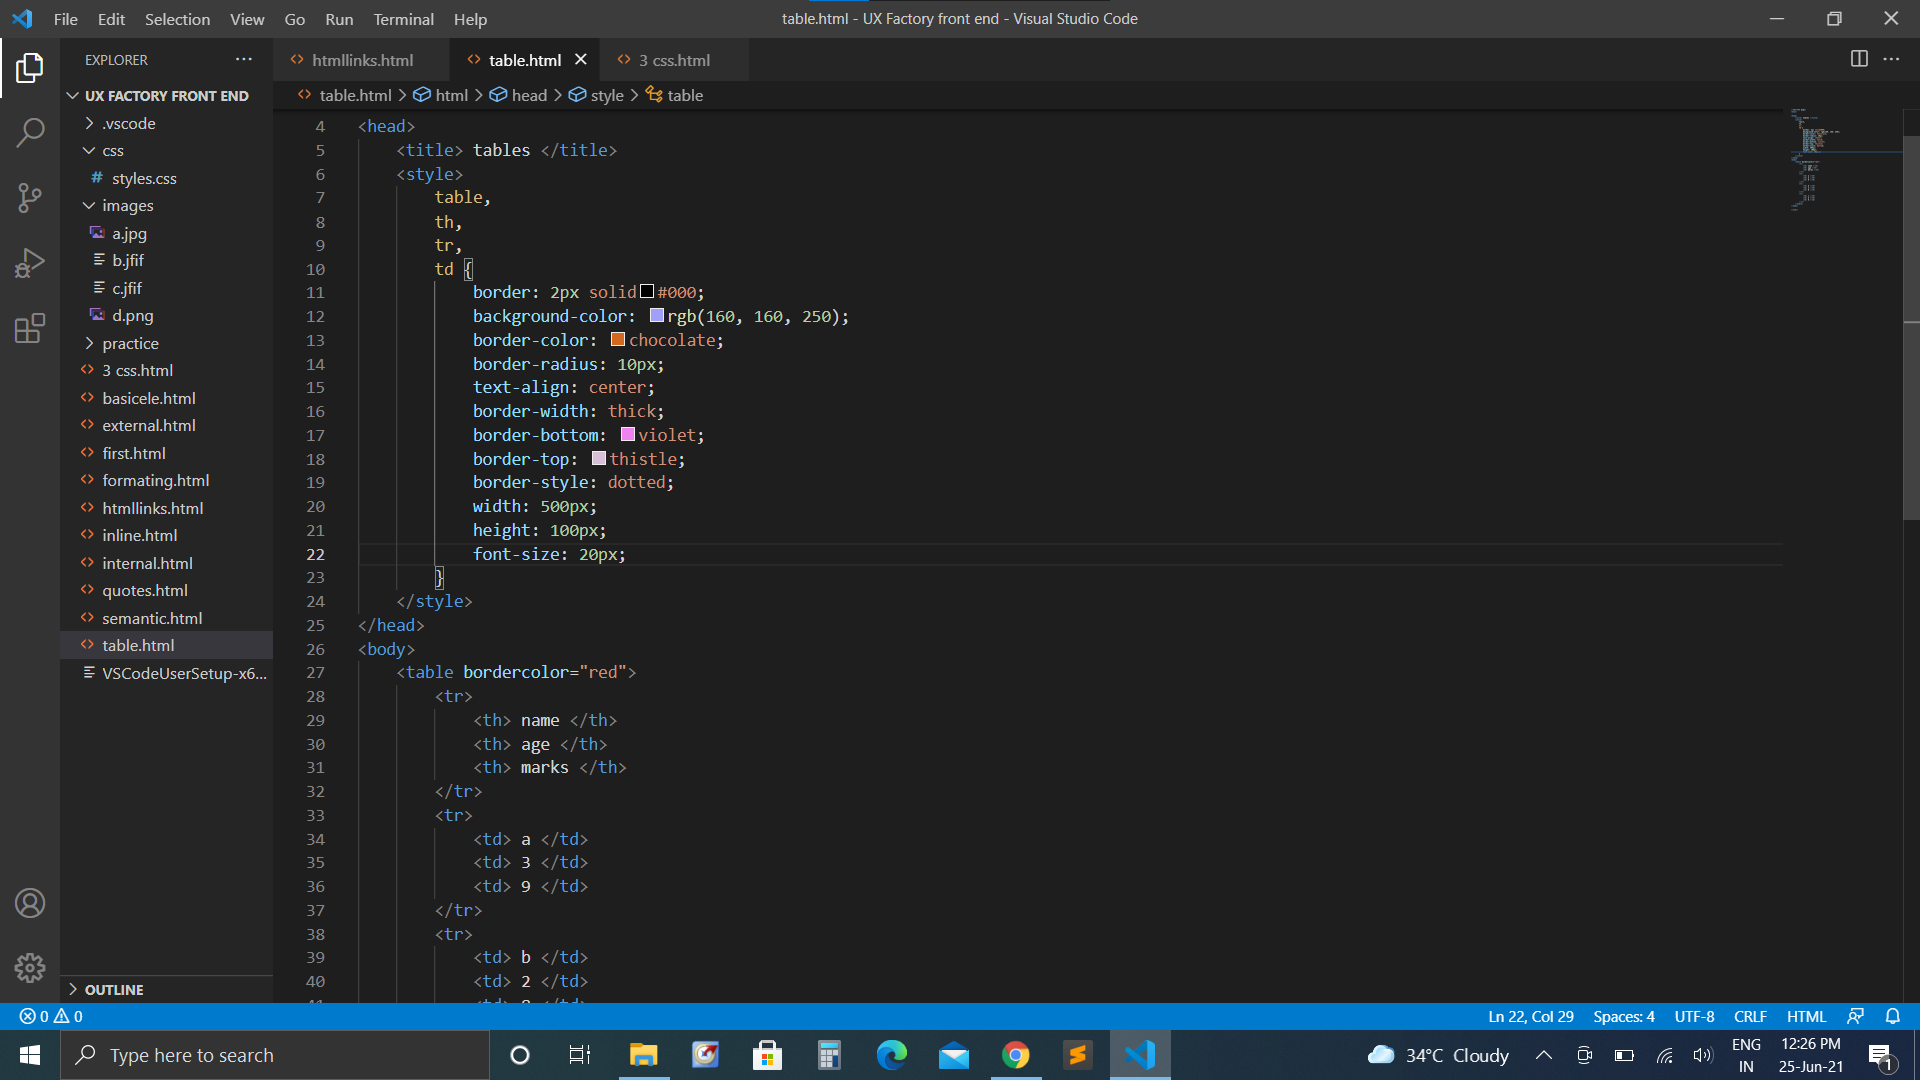 File Edit Selection View Go Run Terminal Help
table.html - UX Factory front end - Visual Studio Code
EXPLORER
htmllinks.html
table.html
3 css.html
UX FACTORY FRONT END
.vscode
css
styles.css
images
a.jpg
b.jfif
c.jfif
d.png
practice
3 css.html
basicele.html
external.html
first.html
formating.html
htmllinks.html
inline.html
internal.html
quotes.html
semantic.html
table.html
VSCodeUserSetup-x6...
OUTLINE
table.html > html > head > style > table
4 <head>
5 <title> tables </title>
6 <style>
7 table,
8 th,
9 tr,
10 td {
11 border: 2px solid #000;
12 background-color: rgb(160, 160, 250);
13 border-color: chocolate;
14 border-radius: 10px;
15 text-align: center;
16 border-width: thick;
17 border-bottom: violet;
18 border-top: thistle;
19 border-style: dotted;
20 width: 500px;
21 height: 100px;
22 font-size: 20px;
23 }
24 </style>
25 </head>
26 <body>
27 <table bordercolor="red">
28 <tr>
29 <th> name </th>
30 <th> age </th>
31 <th> marks </th>
32 </tr>
33 <tr>
34 <td> a </td>
35 <td> 3 </td>
36 <td> 9 </td>
37 </tr>
38 <tr>
39 <td> b </td>
40 <td> 2 </td>
0 0
Ln 22, Col 29 Spaces: 4 UTF-8 CRLF HTML
Type here to search
34°C Cloudy
ENG
IN
12:26 PM
25-Jun-21
1